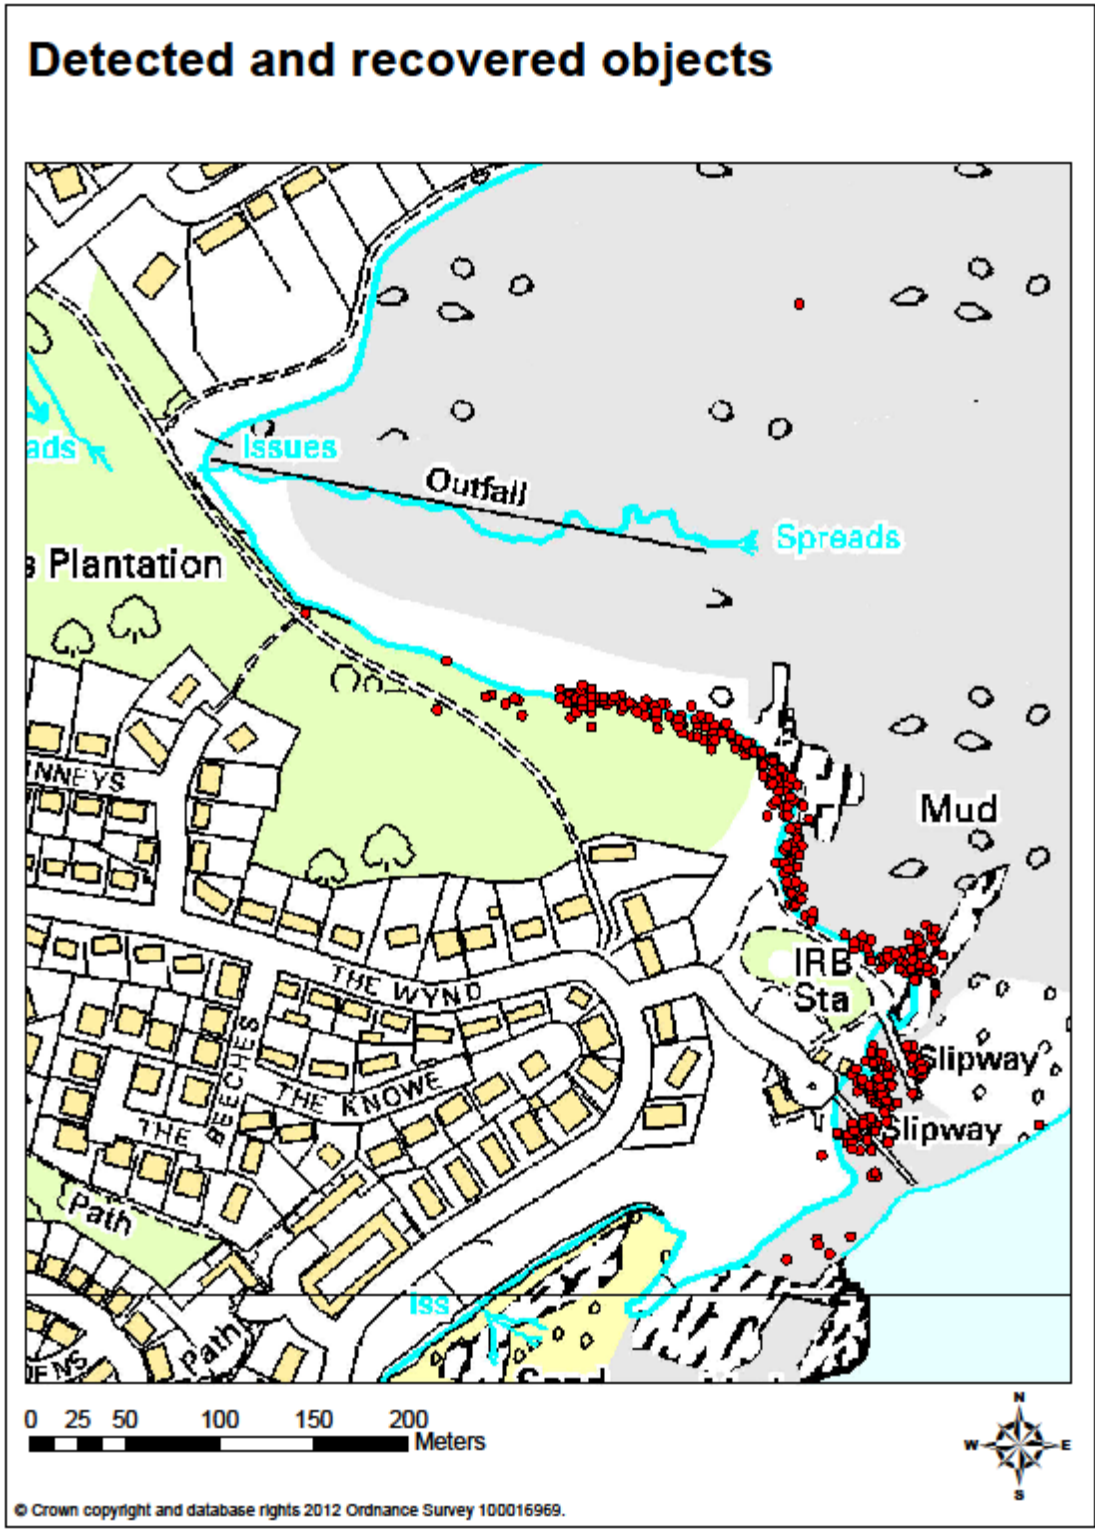 Detected and recovered objects
Issues
ads
Outfall
Spreads
s Plantation
INNEYS
Mud
IRB
Sta
THE WYND
THE KNOWE
THE BEECHES
Slipway
Slipway
Path
Path
iss
Sand
0 25 50 100 150 200
Meters
N
W E
S
© Crown copyright and database rights 2012 Ordnance Survey 100016969.